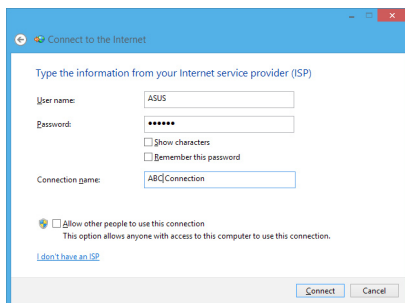 Connect to the Internet
Type the information from your Internet service provider (ISP)
User name: ASUS
Password: ••••••
Show characters
Remember this password
Connection name: ABC Connection
Allow other people to use this connection
This option allows anyone with access to this computer to use this connection.
I don't have an ISP
Connect Cancel